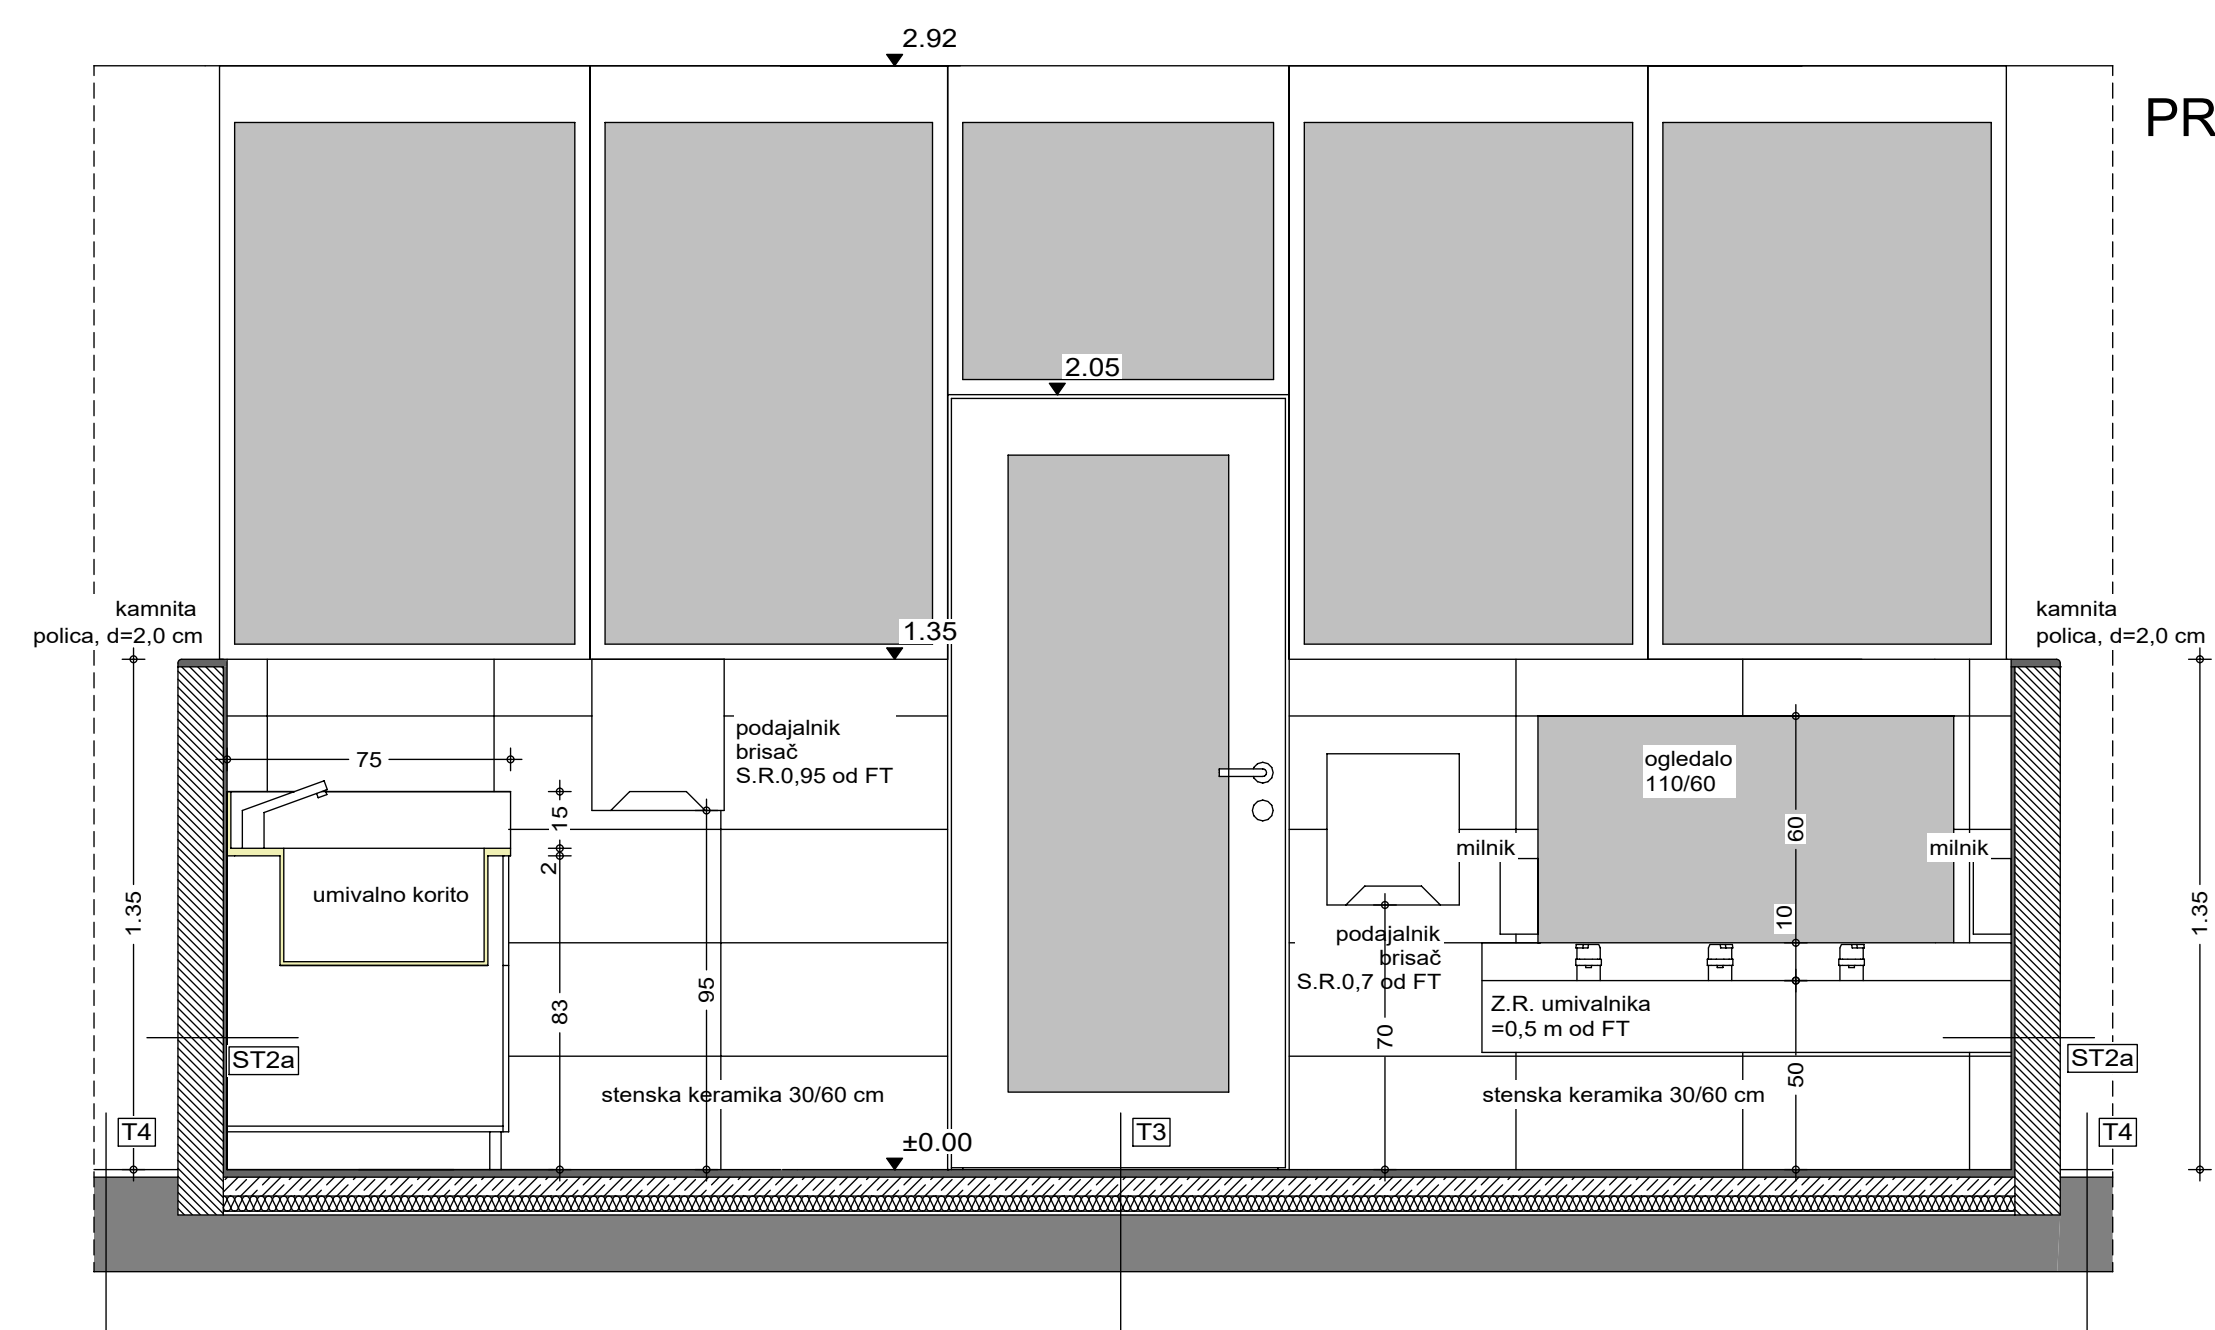 2.92
PR
2.05
kamnita
polica, d=2,0 cm
1.35
kamnita
polica, d=2,0 cm
podajalnik
brisač
S.R.0,95 od FT
75
ogledalo
110/60
15
60
2
milnik
milnik
umivalno korito
1.35
10
1.35
podajalnik
brisač
S.R.0,7 od FT
95
83
70
Z.R. umivalnika
=0,5 m od FT
ST2a
ST2a
50
stenska keramika 30/60 cm
stenska keramika 30/60 cm
T4
±0.00
T3
T4